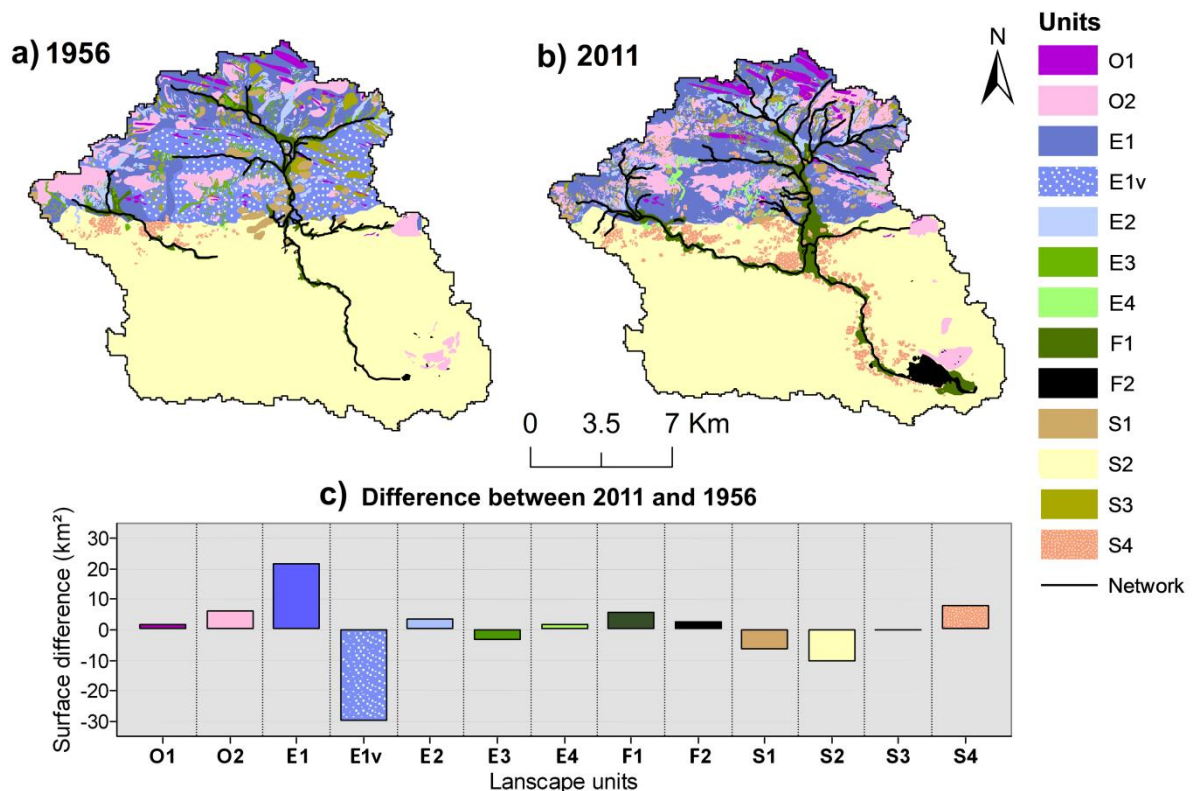 a) 1956
b) 2011
N
Units
O1
O2
E1
E1v
E2
E3
E4
F1
F2
S1
S2
S3
S4
Network
0 3.5 7 Km
c) Difference between 2011 and 1956
Surface difference (km²)
30
20
10
0
-10
-20
-30
O1 O2 E1 E1v E2 E3 E4 F1 F2 S1 S2 S3 S4
Lanscape units